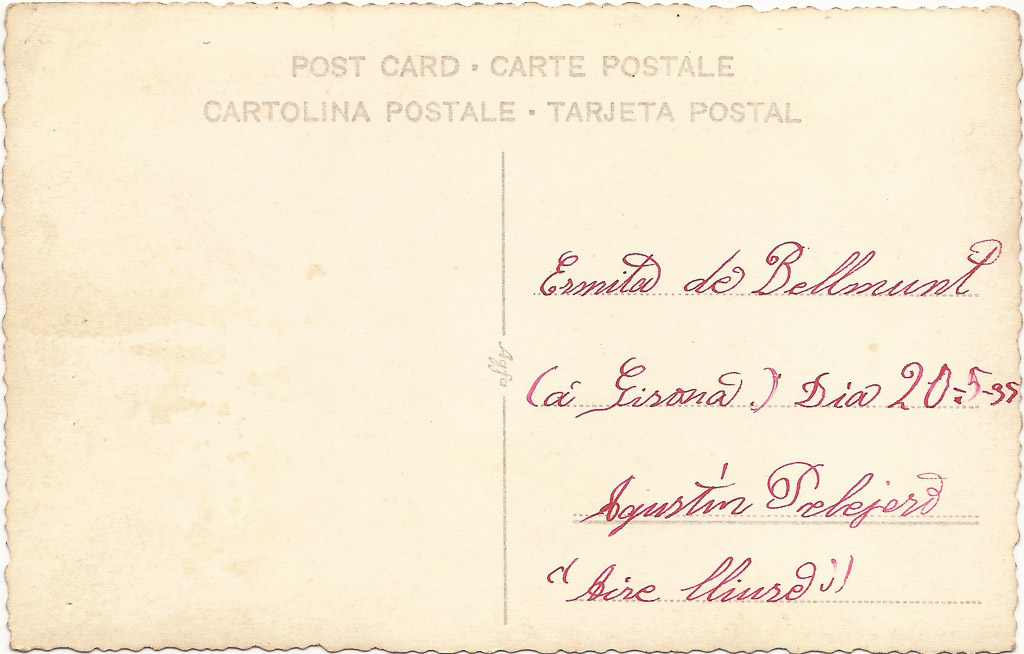 POST CARD · CARTE POSTALE
CARTOLINA POSTALE · TARJETA POSTAL
Agfa
Ermita de Bellmunt
(á Girona) Dia 20-5-35
Agustín Pelejero
"Aire lliure"